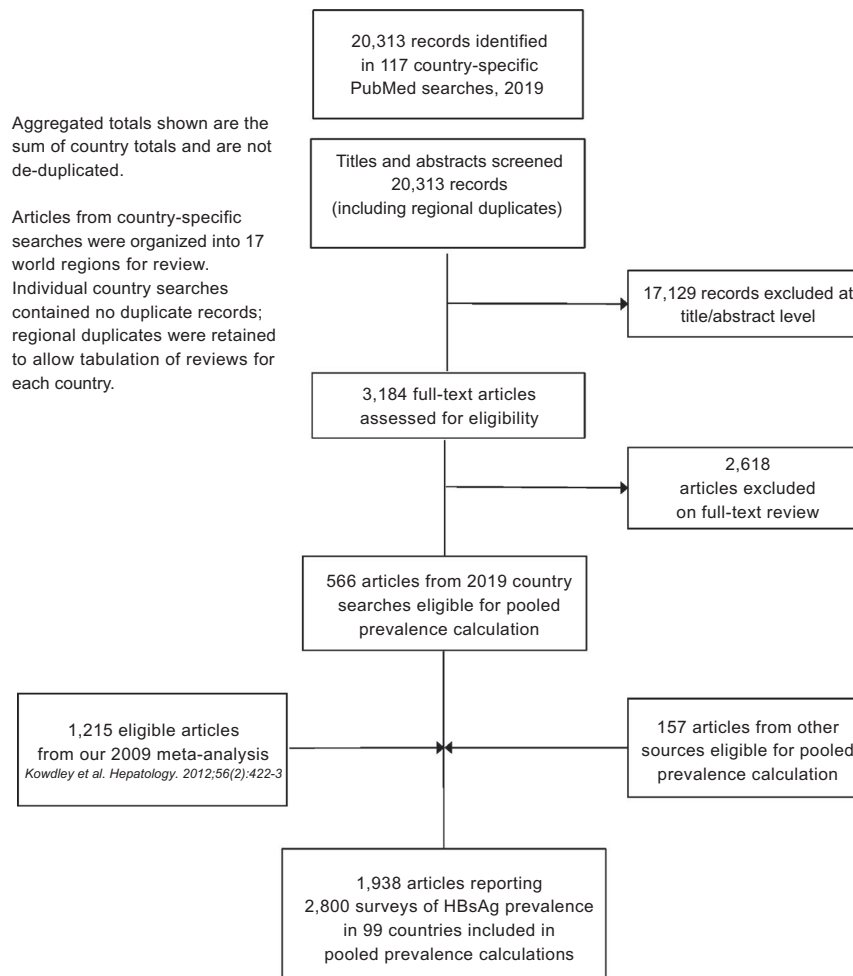 20,313 records identified
in 117 country-specific
PubMed searches, 2019
Aggregated totals shown are the
sum of country totals and are not
de-duplicated.
Articles from country-specific
searches were organized into 17
world regions for review.
Individual country searches
contained no duplicate records;
regional duplicates were retained
to allow tabulation of reviews for
each country.
Titles and abstracts screened
20,313 records
(including regional duplicates)
17,129 records excluded at
title/abstract level
3,184 full-text articles
assessed for eligibility
2,618
articles excluded
on full-text review
566 articles from 2019 country
searches eligible for pooled
prevalence calculation
1,215 eligible articles
from our 2009 meta-analysis
Kowdley et al. Hepatology. 2012;56(2):422-3
157 articles from other
sources eligible for pooled
prevalence calculation
1,938 articles reporting
2,800 surveys of HBsAg prevalence
in 99 countries included in
pooled prevalence calculations